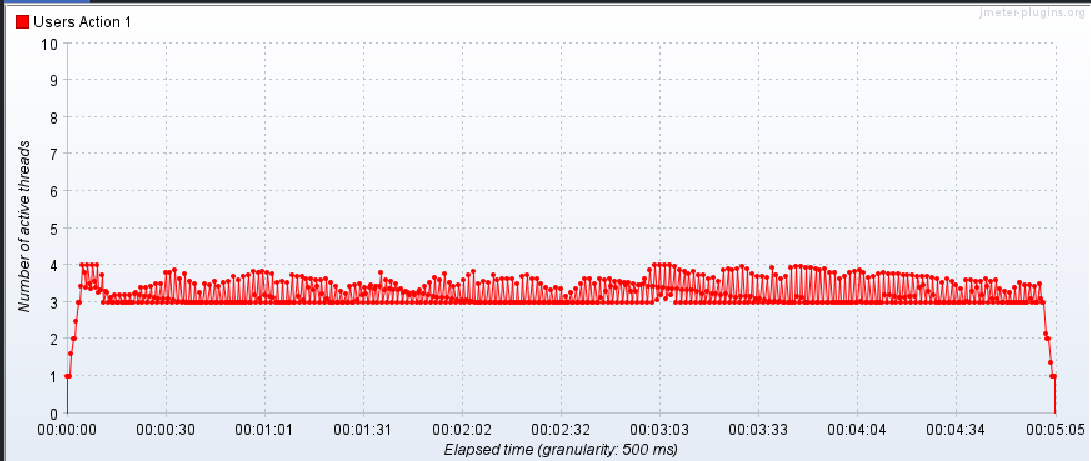 jmeter-plugins.org
Users Action 1
10
9
8
7
6
5
4
3
2
1
0
Number of active threads
00:00:00 00:00:30 00:01:01 00:01:31 00:02:02 00:02:32 00:03:03 00:03:33 00:04:04 00:04:34 00:05:05
Elapsed time (granularity: 500 ms)